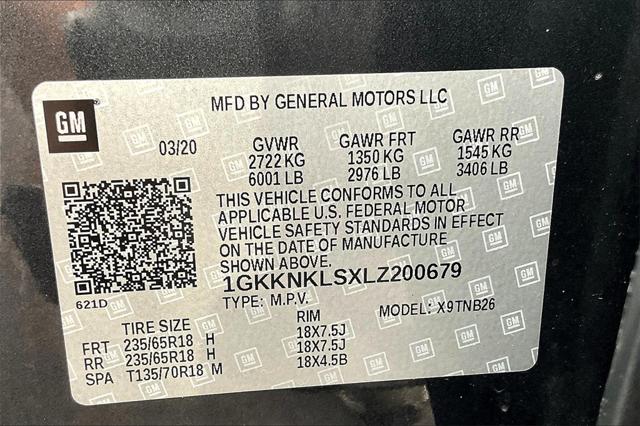 GM
MFD BY GENERAL MOTORS LLC
03/20 GVWR GAWR FRT GAWR RR
2722 KG 1350 KG 1545 KG
6001 LB 2976 LB 3406 LB
THIS VEHICLE CONFORMS TO ALL
APPLICABLE U.S. FEDERAL MOTOR
VEHICLE SAFETY STANDARDS IN EFFECT
ON THE DATE OF MANUFACTURE
SHOWN ABOVE.
1GKKNKLSXLZ200679
621D
TYPE: M.P.V. MODEL: X9TNB26
TIRE SIZE RIM
FRT 235/65R18 H 18X7.5J
RR 235/65R18 H 18X7.5J
SPA T135/70R18 M 18X4.5B